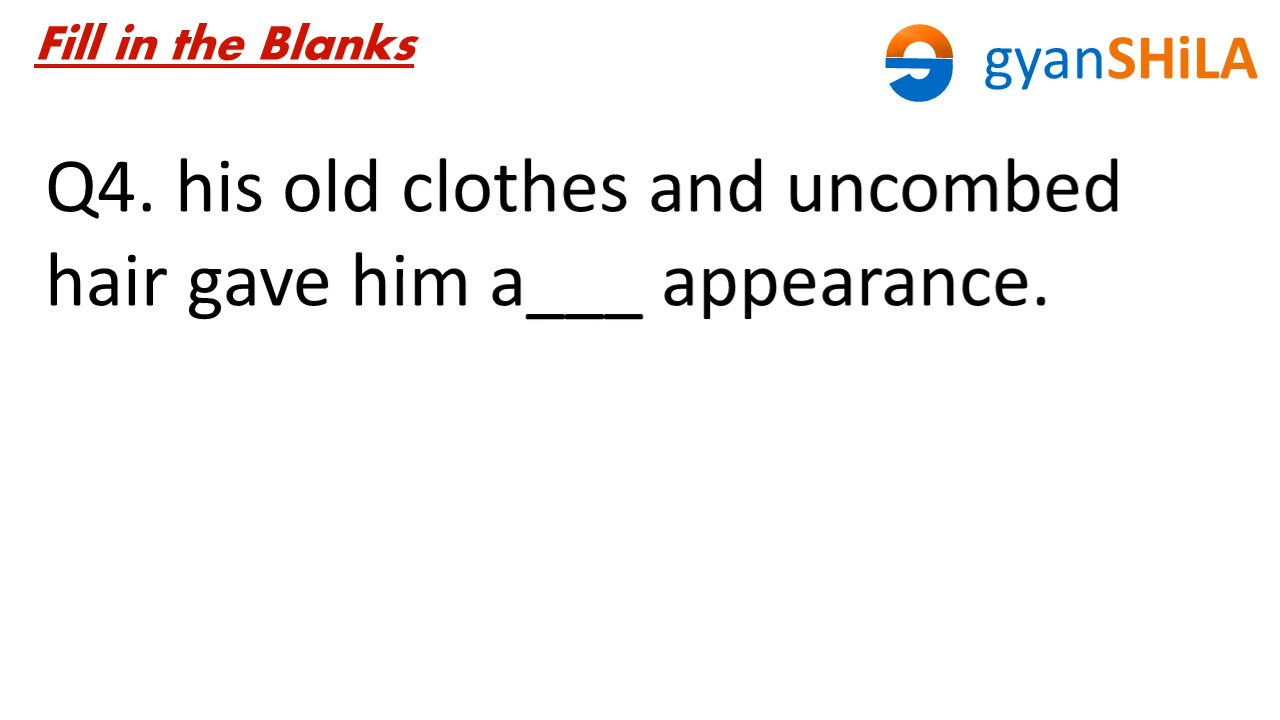 Fill in the Blanks
gyanSHiLA
Q4. his old clothes and uncombed
hair gave him a___ appearance.